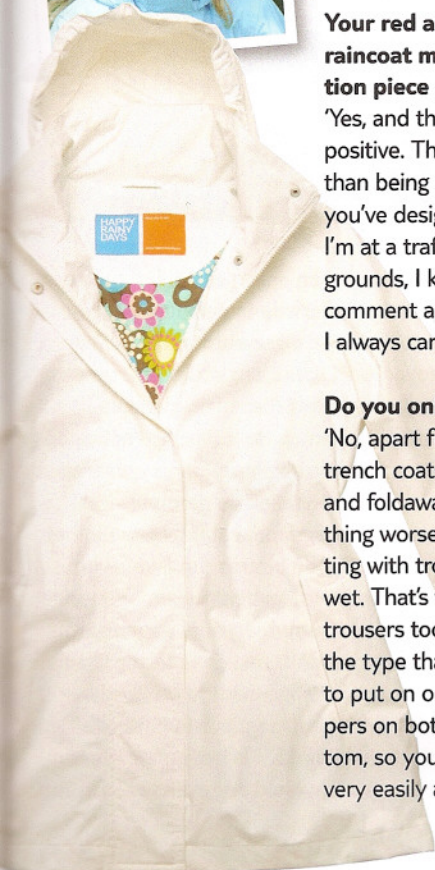 HAPPY
RAINY
DAYS
Your red a
raincoat m
tion piece
'Yes, and th
positive. Th
than being
you've desig
I'm at a traf
grounds, I k
comment a
I always car
Do you on
'No, apart f
trench coat
and foldawa
thing worse
ting with tro
wet. That's
trousers too
the type tha
to put on o
pers on bot
tom, so you
very easily a